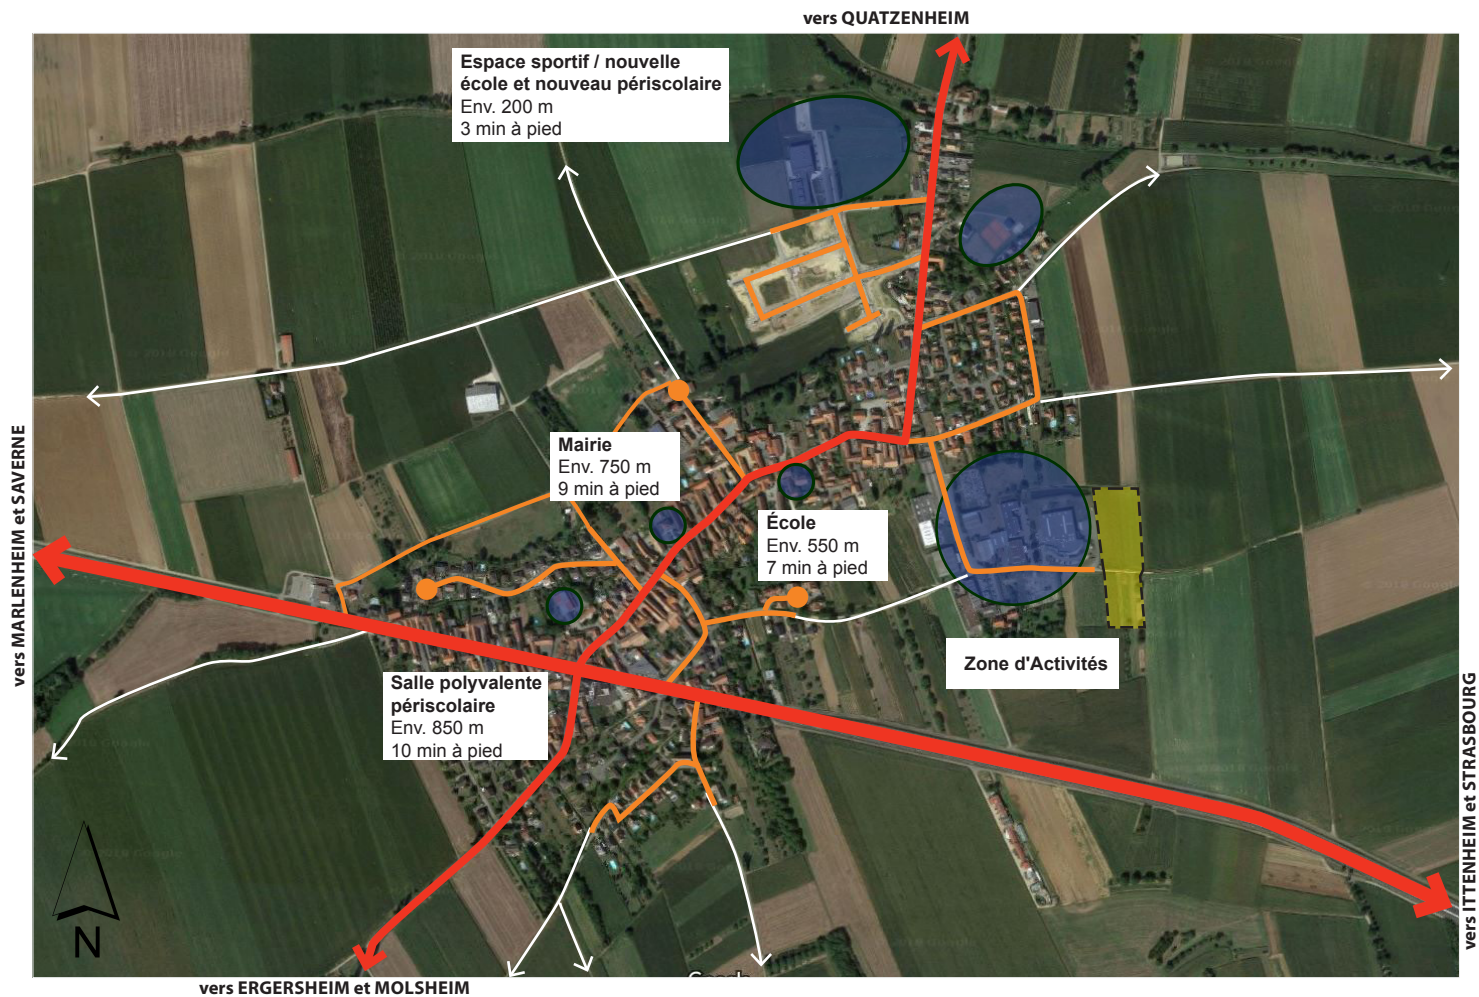 vers QUATZENHEIM
Espace sportif / nouvelle
école et nouveau périscolaire
Env. 200 m
3 min à pied
Mairie
Env. 750 m
9 min à pied
École
Env. 550 m
7 min à pied
Zone d'Activités
Salle polyvalente
périscolaire
Env. 850 m
10 min à pied
vers MARLENHEIM et SAVERNE
vers ITTENHEIM et STRASBOURG
N
vers ERGERSHEIM et MOLSHEIM